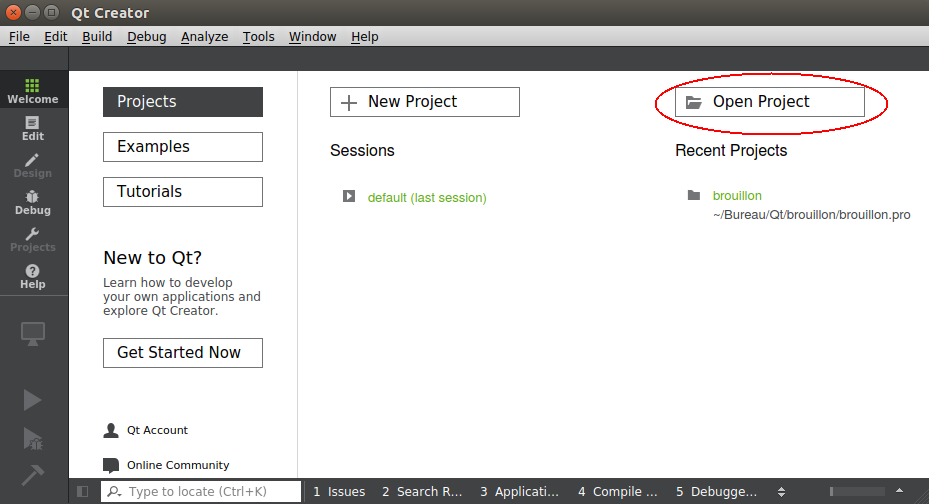 Qt Creator
File Edit Build Debug Analyze Tools Window Help
Welcome
Edit
Design
Debug
Projects
Help
Projects
Examples
Tutorials
New to Qt?
Learn how to develop
your own applications and
explore Qt Creator.
Get Started Now
Qt Account
Online Community
New Project
Sessions
default (last session)
Open Project
Recent Projects
brouillon
~/Bureau/Qt/brouillon/brouillon.pro
Type to locate (Ctrl+K) 1 Issues 2 Search R... 3 Applicati... 4 Compile ... 5 Debugge...